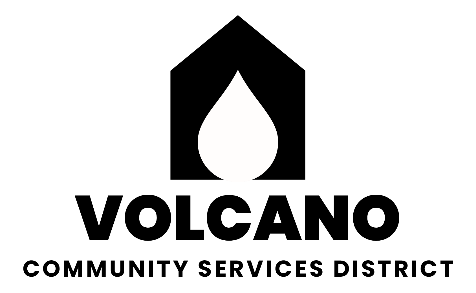 VOLCANO
COMMUNITY SERVICES DISTRICT